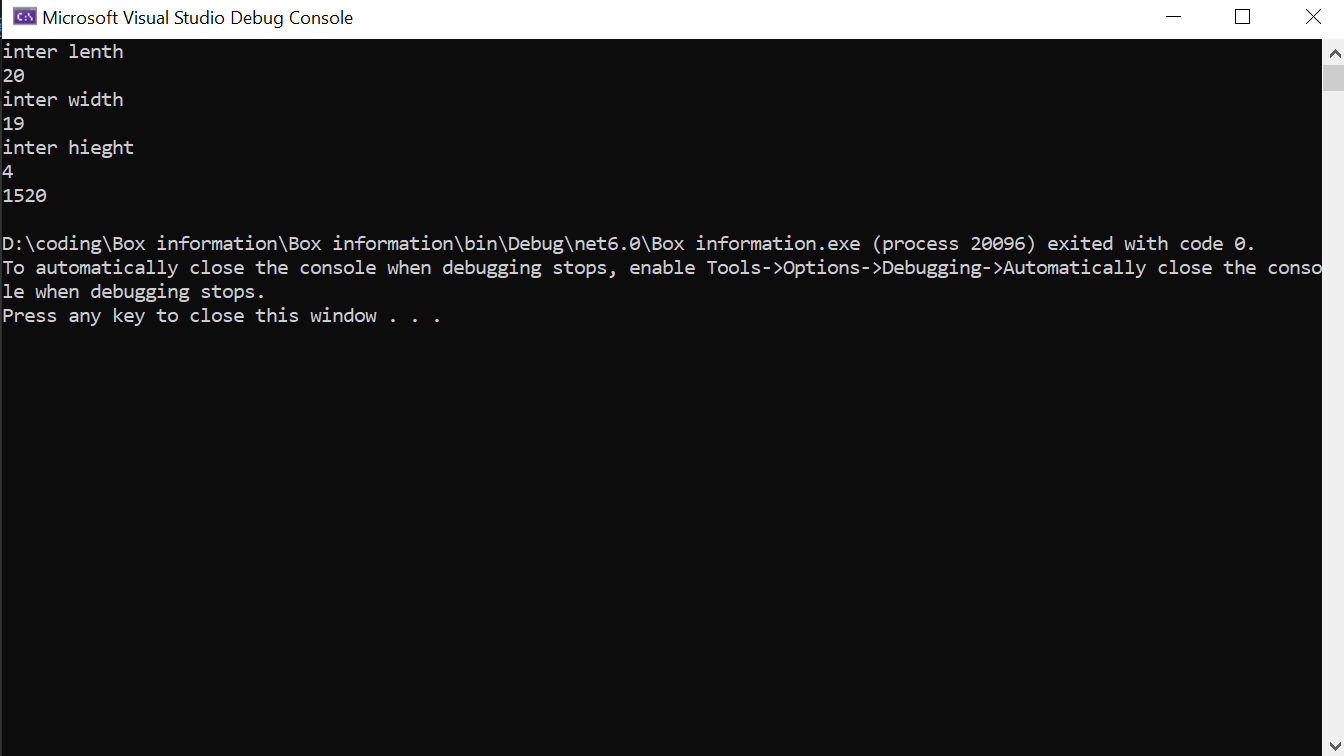 Microsoft Visual Studio Debug Console
inter lenth
20
inter width
19
inter hieght
4
1520
D:\coding\Box information\Box information\bin\Debug\net6.0\Box information.exe (process 20096) exited with code 0.
To automatically close the console when debugging stops, enable Tools->Options->Debugging->Automatically close the conso
le when debugging stops.
Press any key to close this window . . .